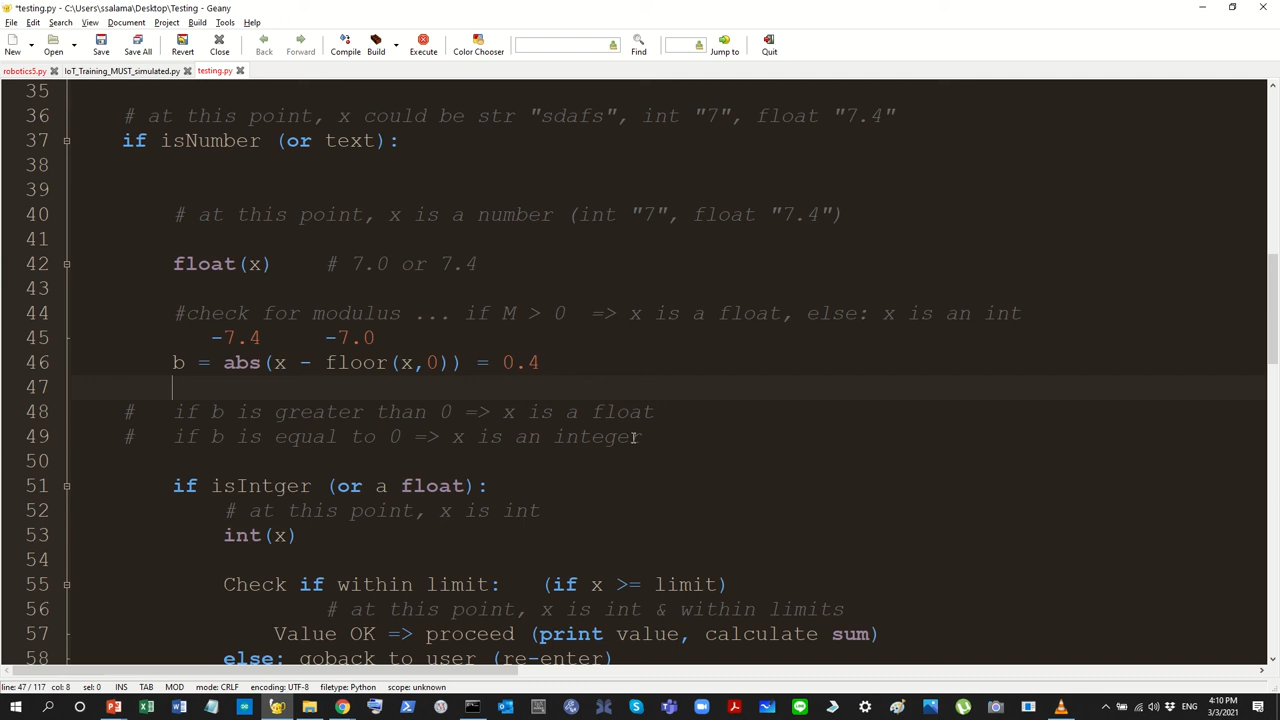 *testing.py - C:\Users\ssalama\Desktop\Testing - Geany
File Edit Search View Document Project Build Tools Help
New Open Save Save All Revert Close Back Forward Compile Build Execute Color Chooser Find Jump to Quit
robotics5.py IoT_Training_MUST_simulated.py testing.py
35
36 # at this point, x could be str "sdafs", int "7", float "7.4"
37 if isNumber (or text):
38
39
40 # at this point, x is a number (int "7", float "7.4")
41
42 float(x) # 7.0 or 7.4
43
44 #check for modulus ... if M > 0 => x is a float, else: x is an int
45 -7.4 -7.0
46 b = abs(x - floor(x,0)) = 0.4
47
48 # if b is greater than 0 => x is a float
49 # if b is equal to 0 => x is an integer
50
51 if isIntger (or a float):
52 # at this point, x is int
53 int(x)
54
55 Check if within limit: (if x >= limit)
56 # at this point, x is int & within limits
57 Value OK => proceed (print value, calculate sum)
58 else: goback to user (re-enter)
line: 47 / 117 col: 8 sel: 0 INS TAB MOD mode: CRLF encoding: UTF-8 filetype: Python scope: unknown
4:10 PM
ENG
3/3/2021